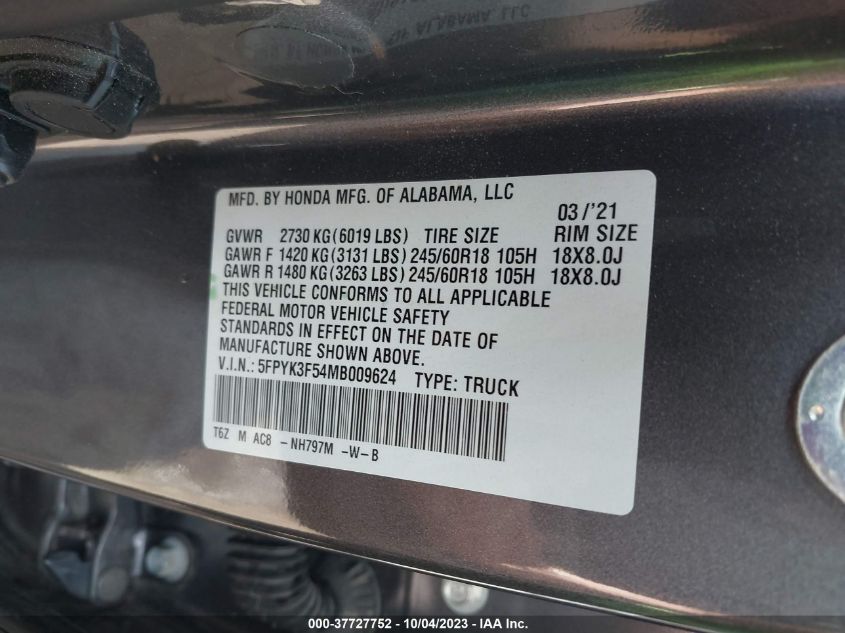 ALABAMA, LLC
MFD. BY HONDA MFG. OF ALABAMA, LLC
03/'21
GVWR 2730 KG(6019 LBS) TIRE SIZE RIM SIZE
GAWR F 1420 KG(3131 LBS) 245/60R18 105H 18X8.0J
GAWR R 1480 KG(3263 LBS) 245/60R18 105H 18X8.0J
THIS VEHICLE CONFORMS TO ALL APPLICABLE
FEDERAL MOTOR VEHICLE SAFETY
STANDARDS IN EFFECT ON THE DATE OF
MANUFACTURE SHOWN ABOVE.
V.I.N.: 5FPYK3F54MB009624 TYPE: TRUCK
T6Z M AC8 -NH797M -W-B
000-37727752 - 10/04/2023 - IAA Inc.